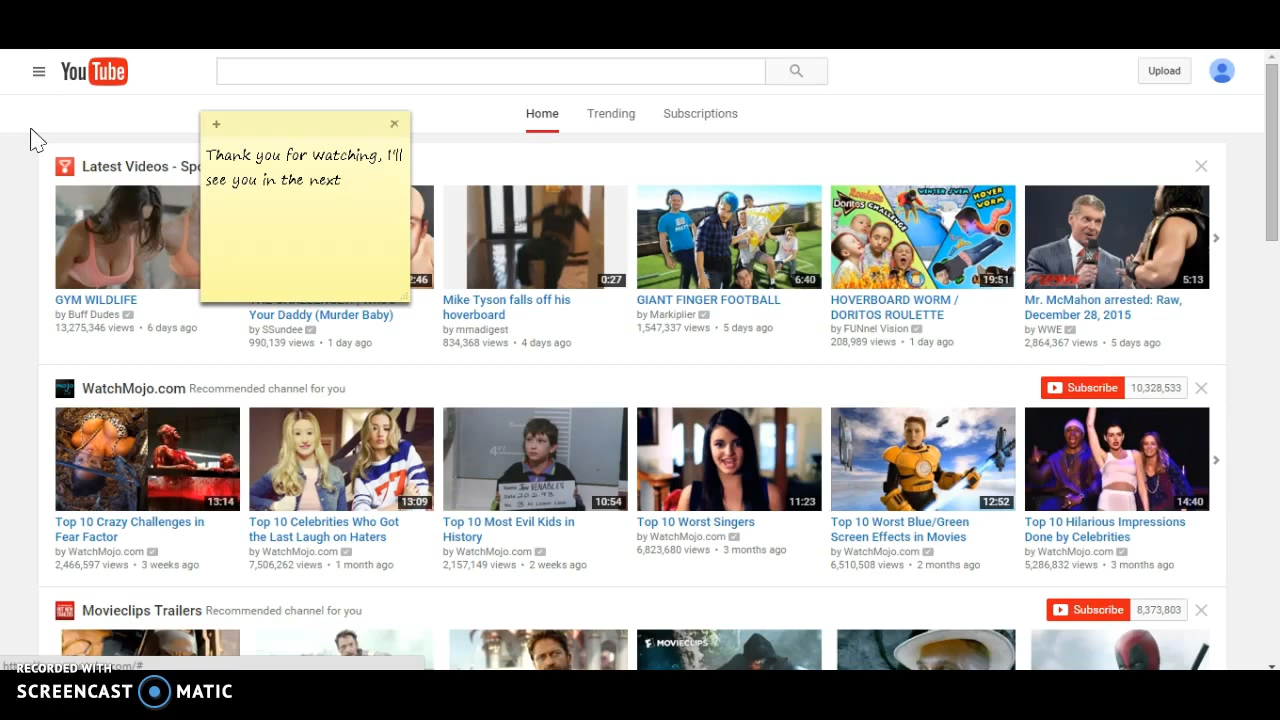 YouTube
Upload
Home Trending Subscriptions
Thank you for watching, I'll
see you in the next
Latest Videos - Spo
2:46
0:27
6:40
Doritos CHALLENGE
HOVER WORM
19:51
5:13
GYM WILDLIFE
by Buff Dudes
13,275,346 views • 6 days ago
Your Daddy (Murder Baby)
by SSundee
990,139 views • 1 day ago
Mike Tyson falls off his
hoverboard
by mmadigest
834,368 views • 4 days ago
GIANT FINGER FOOTBALL
by Markiplier
1,547,337 views • 5 days ago
HOVERBOARD WORM /
DORITOS ROULETTE
by FUNnel Vision
208,989 views • 1 day ago
Mr. McMahon arrested: Raw,
December 28, 2015
by WWE
2,864,367 views • 5 days ago
WatchMojo.com Recommended channel for you
Subscribe 10,328,533
13:14
13:09
10:54
11:23
12:52
14:40
Top 10 Crazy Challenges in
Fear Factor
by WatchMojo.com
2,466,597 views • 3 weeks ago
Top 10 Celebrities Who Got
the Last Laugh on Haters
by WatchMojo.com
7,506,262 views • 1 month ago
Top 10 Most Evil Kids in
History
by WatchMojo.com
2,157,149 views • 2 weeks ago
Top 10 Worst Singers
by WatchMojo.com
6,823,680 views • 3 months ago
Top 10 Worst Blue/Green
Screen Effects in Movies
by WatchMojo.com
6,510,508 views • 2 months ago
Top 10 Hilarious Impressions
Done by Celebrities
by WatchMojo.com
5,286,832 views • 3 months ago
Movieclips Trailers Recommended channel for you
Subscribe 8,373,803
MOVIECLIPS
RECORDED WITH
SCREENCAST MATIC